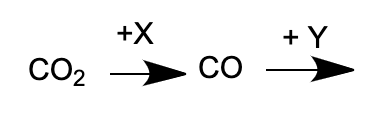 CO₂ +X CO + Y